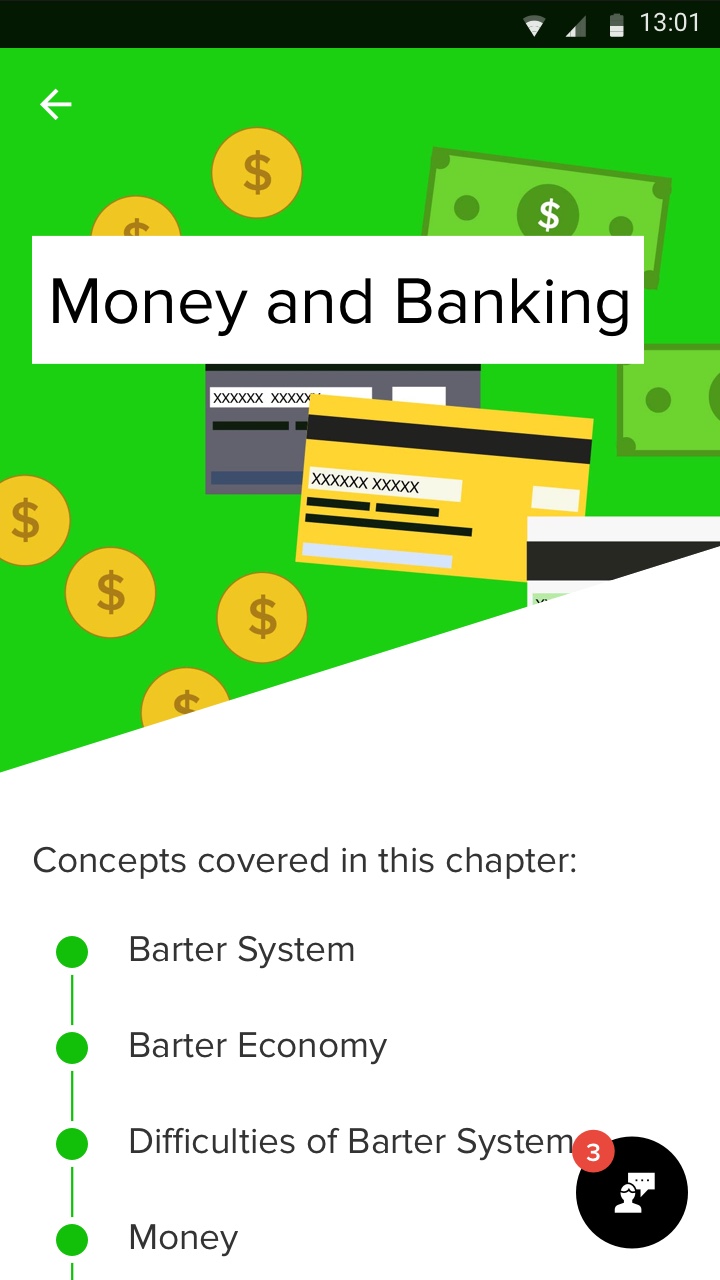 13:01
$
$
$
Money and Banking
XXXXXX XXXXX
XXXXXX XXXXX
$
$
$
$
Concepts covered in this chapter:
Barter System
Barter Economy
Difficulties of Barter System
3
Money